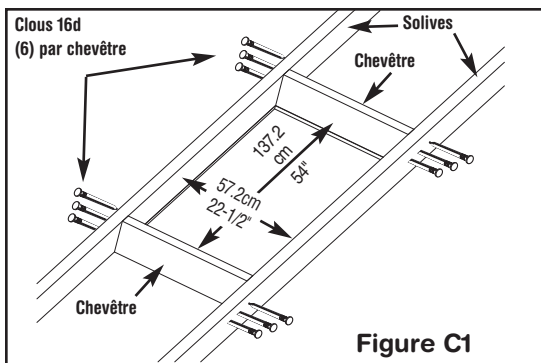 Clous 16d
(6) par chevêtre
Solives
Chevêtre
137.2
cm
54"
57.2cm
22-1/2"
Chevêtre
Figure C1